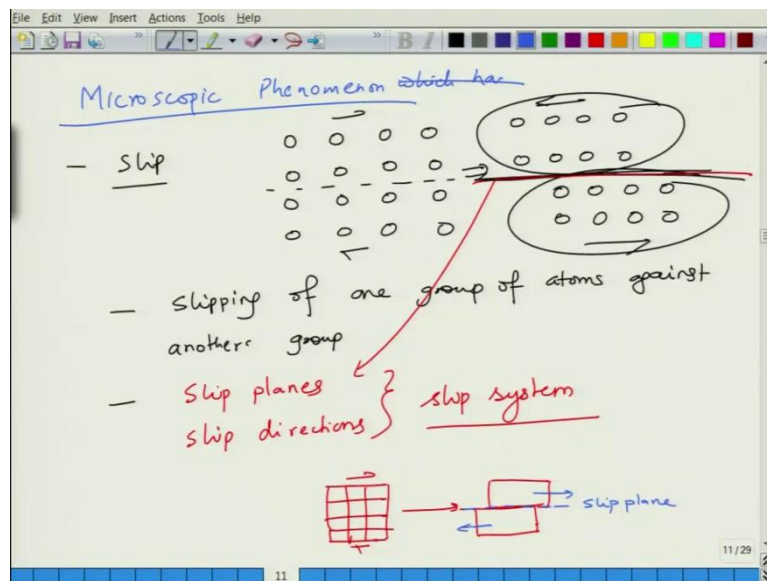 File Edit View Insert Actions Tools Help
B I
Microscopic Phenomenon which has
- Slip
- Slipping of one group of atoms against
another group
- Slip planes
slip directions } slip system
slip plane
11/29
11